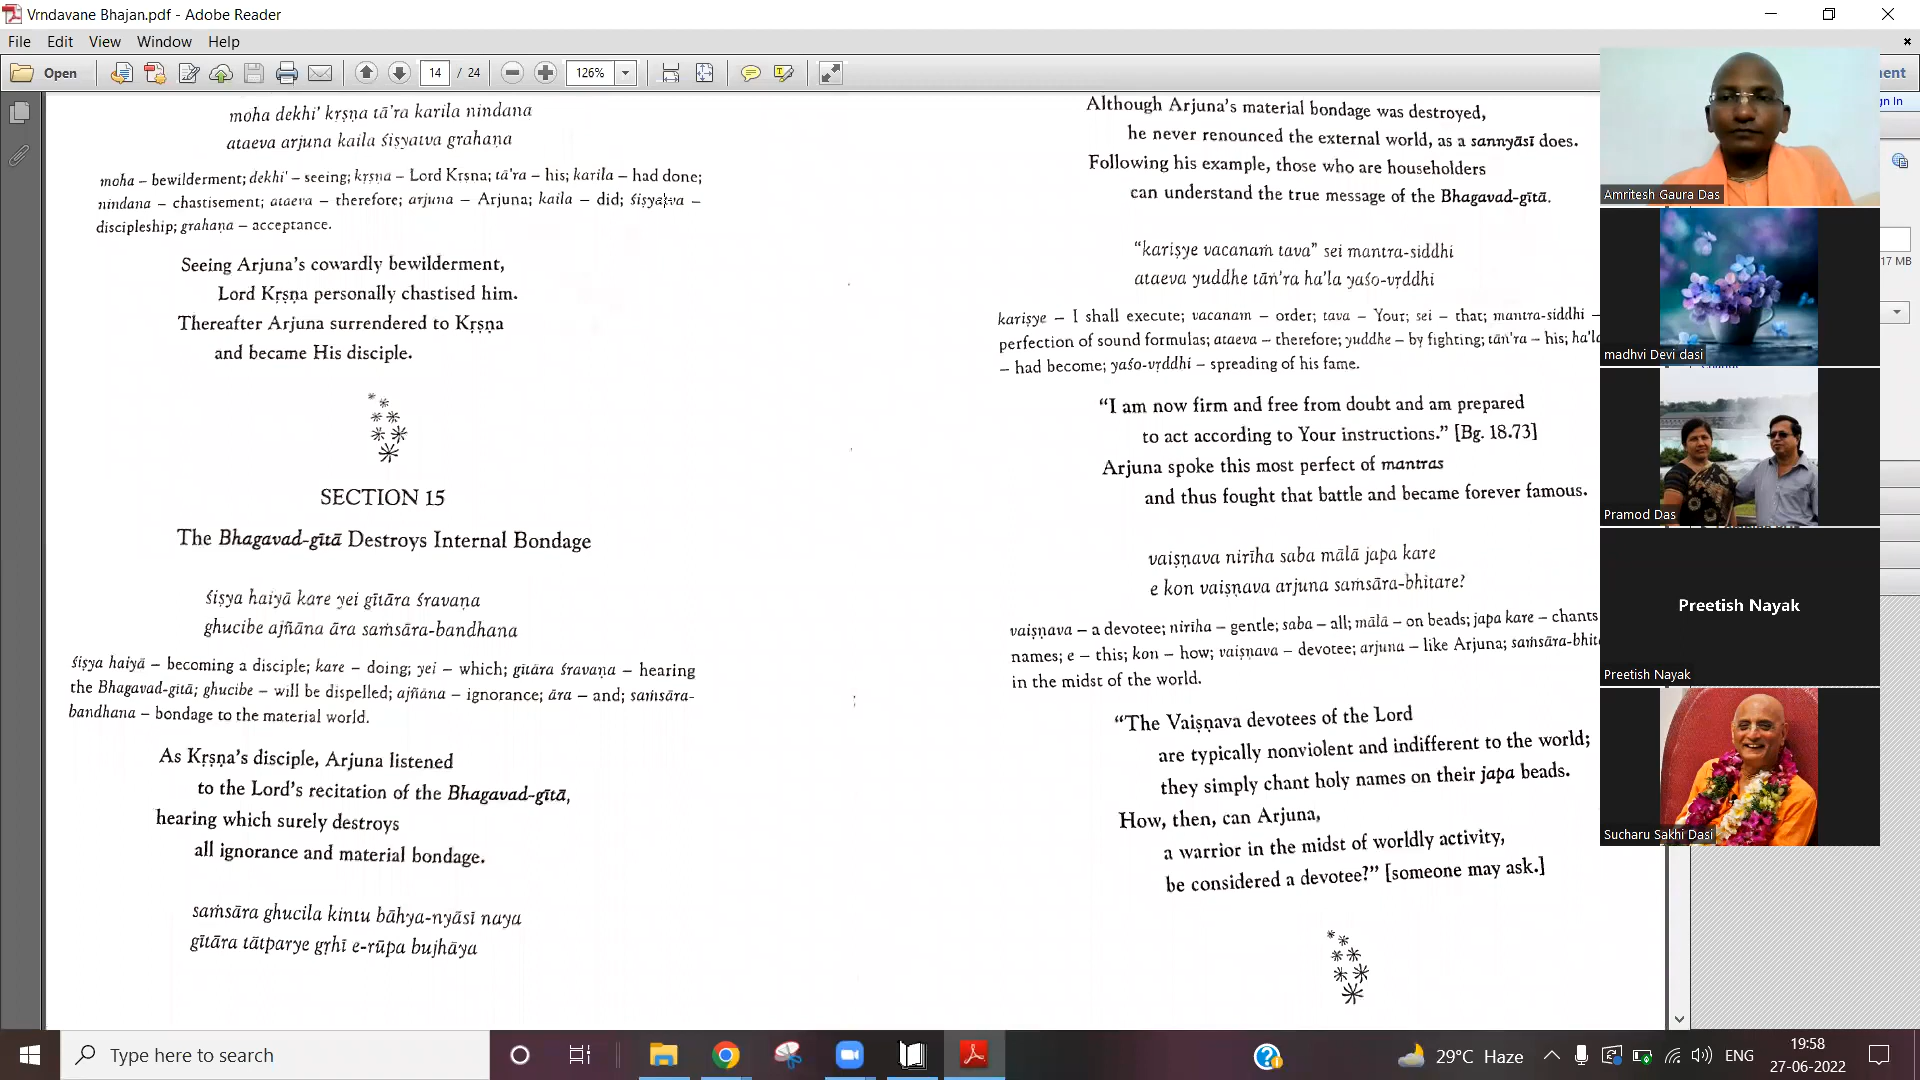 Vrndavane Bhajan.pdf - Adobe Reader
File Edit View Window Help
Open 14 / 24 126%
moha dekhi' kṛṣṇa tā'ra karila nindana
ataeva arjuna kaila śiṣyatva grahaṇa
moha – bewilderment; dekhi' – seeing; kṛṣṇa – Lord Kṛṣṇa; tā'ra – his; karila – had done;
nindana – chastisement; ataeva – therefore; arjuna – Arjuna; kaila – did; śiṣyatva –
discipleship; grahaṇa – acceptance.
Seeing Arjuna's cowardly bewilderment,
Lord Kṛṣṇa personally chastised him.
Thereafter Arjuna surrendered to Kṛṣṇa
and became His disciple.
SECTION 15
The Bhagavad-gītā Destroys Internal Bondage
śiṣya haiyā kare yei gītāra śravaṇa
ghucibe ajñāna āra saṁsāra-bandhana
śiṣya haiyā – becoming a disciple; kare – doing; yei – which; gītāra śravaṇa – hearing
the Bhagavad-gītā; ghucibe – will be dispelled; ajñāna – ignorance; āra – and; saṁsāra-
bandhana – bondage to the material world.
As Kṛṣṇa's disciple, Arjuna listened
to the Lord's recitation of the Bhagavad-gītā,
hearing which surely destroys
all ignorance and material bondage.
saṁsāra ghucila kintu bāhya-nyāsī naya
gītāra tātparye gṛhī e-rūpa bujhāya
Although Arjuna's material bondage was destroyed,
he never renounced the external world, as a sannyāsī does.
Following his example, those who are householders
can understand the true message of the Bhagavad-gītā.
"kariṣye vacanaṁ tava" sei mantra-siddhi
ataeva yuddhe tāṅ'ra ha'la yaśo-vṛddhi
kariṣye – I shall execute; vacanam – order; tava – Your; sei – that; mantra-siddhi –
perfection of sound formulas; ataeva – therefore; yuddhe – by fighting; tāṅ'ra – his; ha'la
– had become; yaśo-vṛddhi – spreading of his fame.
"I am now firm and free from doubt and am prepared
to act according to Your instructions." [Bg. 18.73]
Arjuna spoke this most perfect of mantras
and thus fought that battle and became forever famous.
vaiṣṇava nirīha saba mālā japa kare
e kon vaiṣṇava arjuna saṁsāra-bhitare?
vaiṣṇava – a devotee; nirīha – gentle; saba – all; mālā – on beads; japa kare – chants
names; e – this; kon – how; vaiṣṇava – devotee; arjuna – like Arjuna; saṁsāra-bhita
in the midst of the world.
"The Vaiṣṇava devotees of the Lord
are typically nonviolent and indifferent to the world;
they simply chant holy names on their japa beads.
How, then, can Arjuna,
a warrior in the midst of worldly activity,
be considered a devotee?" [someone may ask.]
ment
gn In
17 MB
Amritesh Gaura Das
madhvi Devi dasi
Pramod Das
Preetish Nayak
Preetish Nayak
Sucharu Sakhi Dasi
Type here to search
29°C Haze
ENG
19:58
27-06-2022